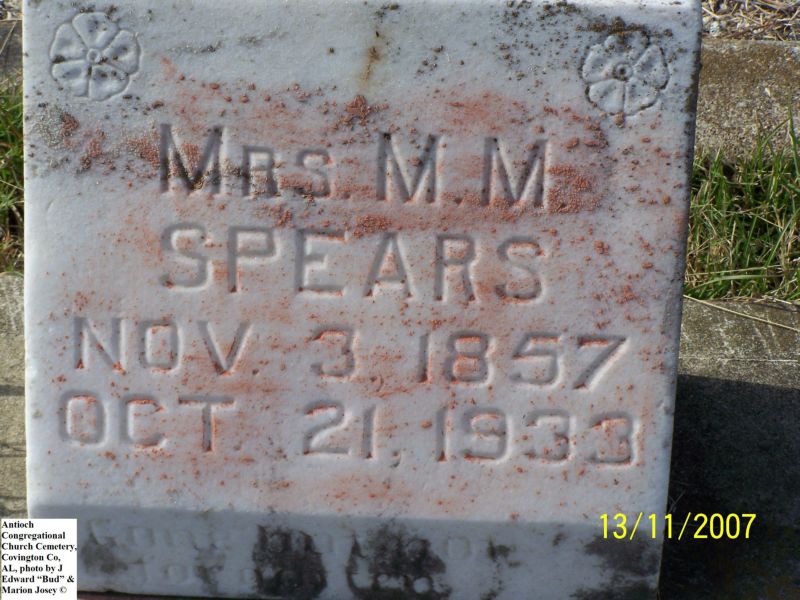 MRS. M. M.
SPEARS
NOV. 3, 1857
OCT. 21, 1933
13/11/2007
Antioch
Congregational
Church Cemetery,
Covington Co,
AL, photo by J
Edward “Bud” &
Marion Josey ©